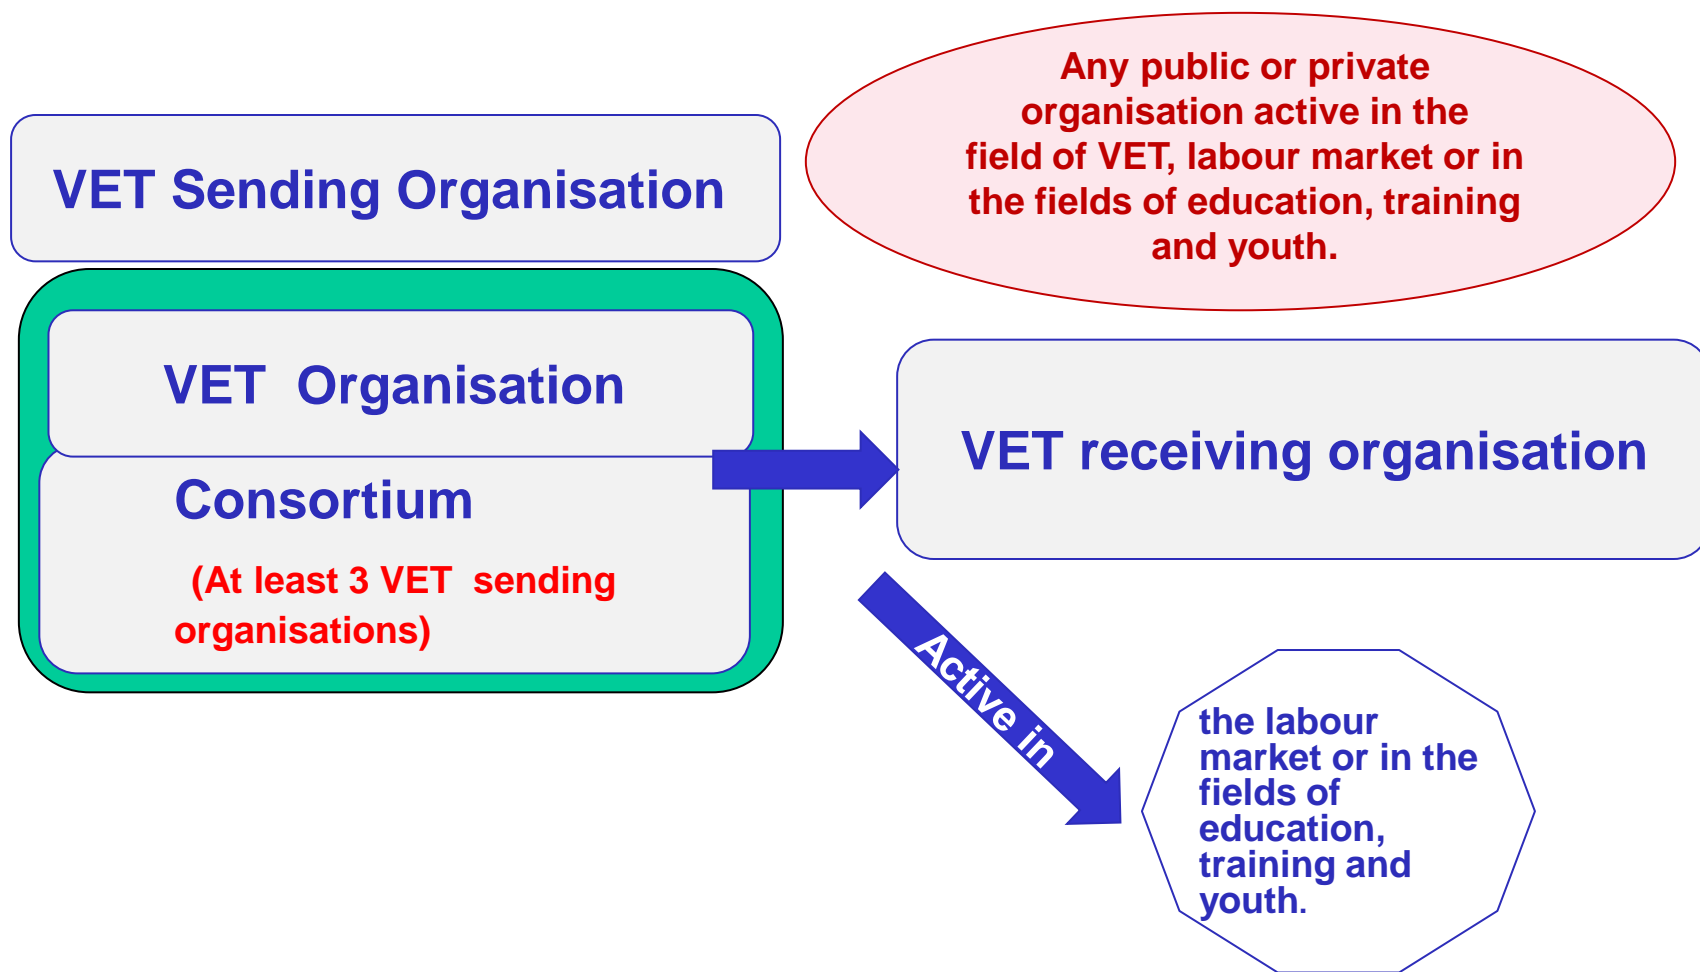 VET Sending Organisation
Any public or private
organisation active in the
field of VET, labour market or in
the fields of education, training
and youth.
VET  Organisation
Consortium
(At least 3 VET  sending
organisations)
VET receiving organisation
Active in
the labour
market or in the
fields of
education,
training and
youth.